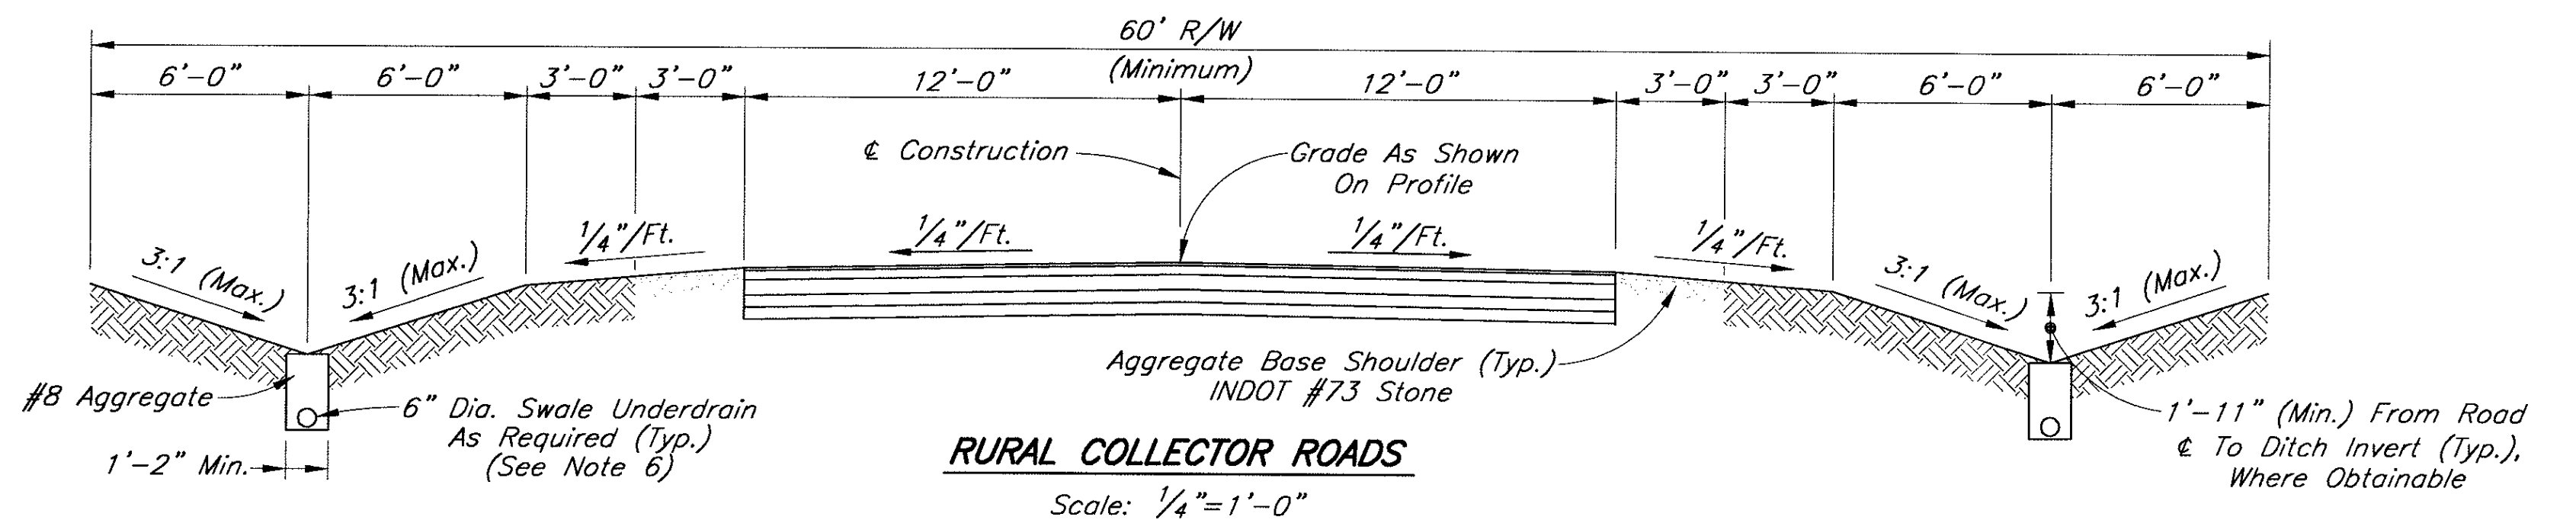 60' R/W
(Minimum)
6'-0" 6'-0" 3'-0" 3'-0" 12'-0" 12'-0" 3'-0" 3'-0" 6'-0" 6'-0"
℄ Construction
Grade As Shown
On Profile
3:1 (Max.) 3:1 (Max.) 1/4"/Ft. 1/4"/Ft. 1/4"/Ft. 1/4"/Ft. 3:1 (Max.) 3:1 (Max.)
#8 Aggregate
6" Dia. Swale Underdrain
As Required (Typ.)
(See Note 6)
1'-2" Min.
Aggregate Base Shoulder (Typ.)
INDOT #73 Stone
1'-11" (Min.) From Road
℄ To Ditch Invert (Typ.),
Where Obtainable
RURAL COLLECTOR ROADS
Scale: 1/4"=1'-0"